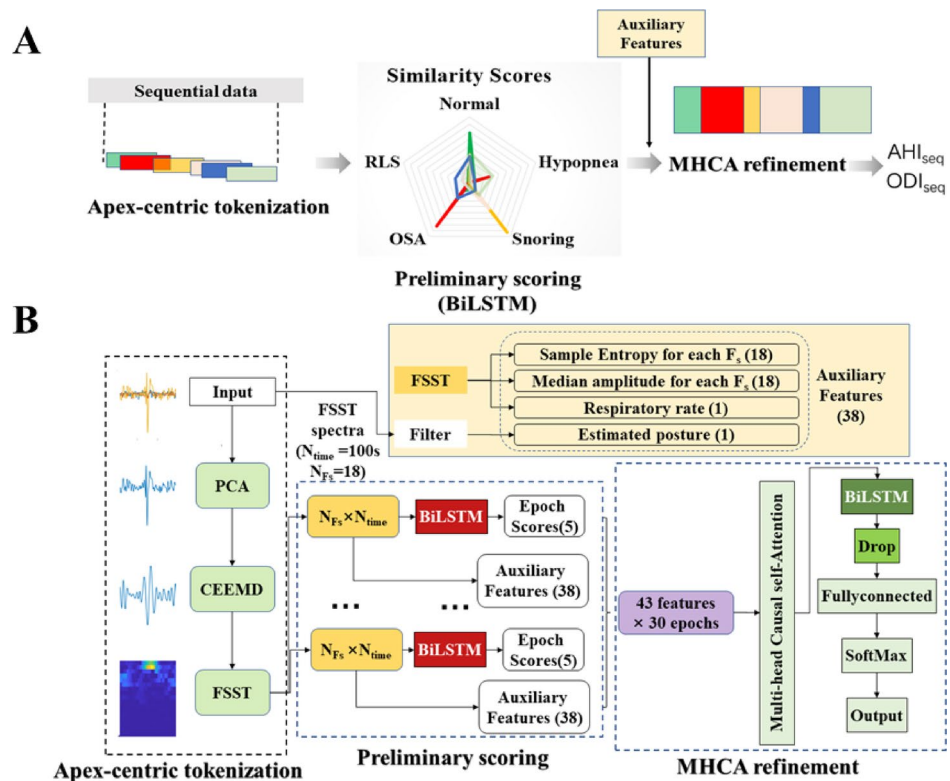 A
Auxiliary
Features
Sequential data
Apex-centric tokenization
Similarity Scores
Normal
RLS
Hypopnea
OSA
Snoring
Preliminary scoring
(BiLSTM)
MHCA refinement
AHIseq
ODIseq
B
Input
PCA
CEEMD
FSST
Apex-centric tokenization
FSST
spectra
(Ntime =100s
NFs=18)
FSST
Filter
Sample Entropy for each Fs (18)
Median amplitude for each Fs (18)
Respiratory rate (1)
Estimated posture (1)
Auxiliary
Features
(38)
NFs×Ntime
BiLSTM
Epoch
Scores(5)
Auxiliary
Features (38)
... ...
NFs×Ntime
BiLSTM
Epoch
Scores(5)
Auxiliary
Features (38)
Preliminary scoring
43 features
× 30 epochs
Multi-head Causal self-Attention
BiLSTM
Drop
Fullyconnected
SoftMax
Output
MHCA refinement